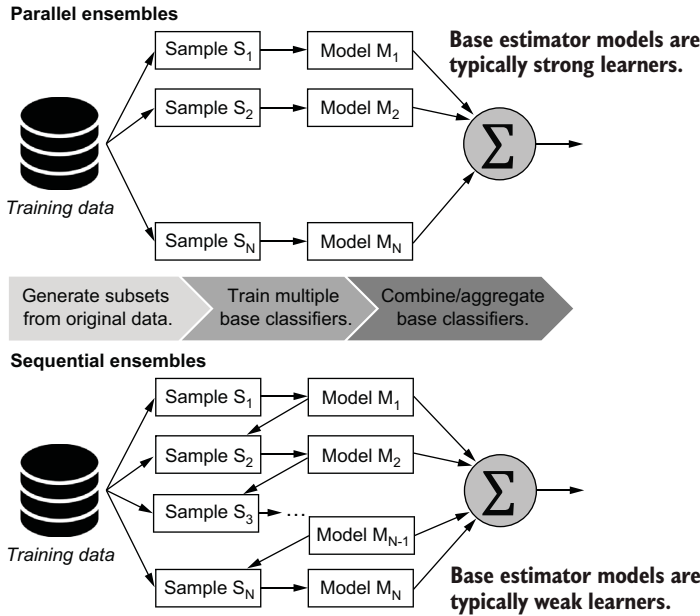 Parallel ensembles
Sample S1
Model M1
Base estimator models are
typically strong learners.
Sample S2
Model M2
Σ
Training data
Sample SN
Model MN
Generate subsets
from original data.
Train multiple
base classifiers.
Combine/aggregate
base classifiers.
Sequential ensembles
Sample S1
Model M1
Sample S2
Model M2
Σ
Sample S3
...
Training data
Model MN-1
Sample SN
Model MN
Base estimator models are
typically weak learners.